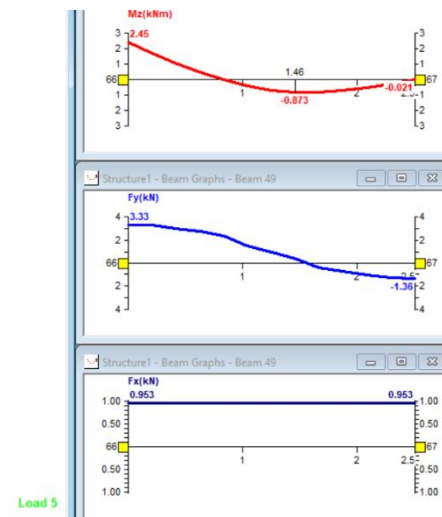 Mz(kNm)
3 2.45 3
2 2
1 1
66 1.46 67
1 2 -0.021 1
-0.873
2 2
3 3
Structure1 - Beam Graphs - Beam 49
Fy(kN)
4 3.33 4
2 2
66 67
1 2
2 2
-1.36
4 4
Structure1 - Beam Graphs - Beam 49
Fx(kN)
0.953 0.953
1.00 1.00
0.50 0.50
66 67
1 2 2.5
0.50 0.50
1.00 1.00
Load 5